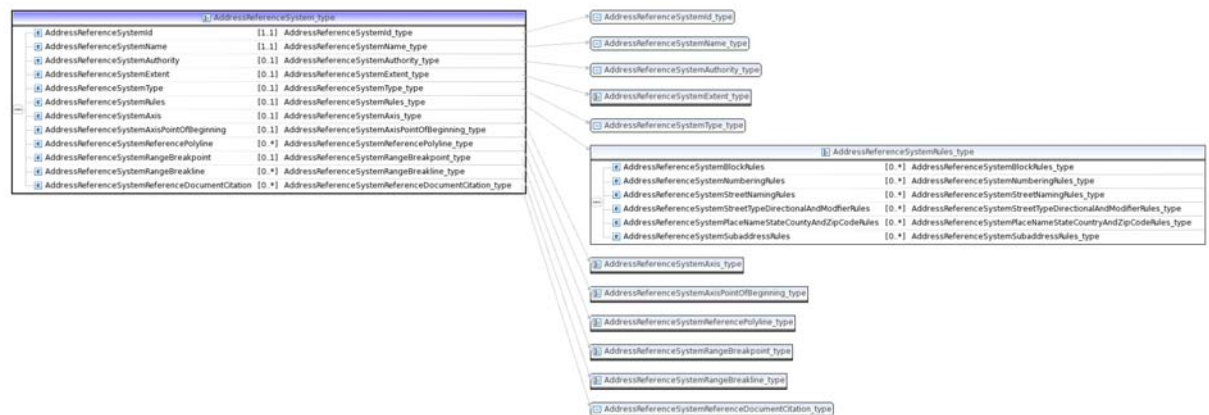 AddressReferenceSystem_type
AddressReferenceSystemId [1..1] AddressReferenceSystemId_type
AddressReferenceSystemName [1..1] AddressReferenceSystemName_type
AddressReferenceSystemAuthority [0..1] AddressReferenceSystemAuthority_type
AddressReferenceSystemExtent [0..1] AddressReferenceSystemExtent_type
AddressReferenceSystemType [0..1] AddressReferenceSystemType_type
AddressReferenceSystemRules [0..1] AddressReferenceSystemRules_type
AddressReferenceSystemAxis [0..1] AddressReferenceSystemAxis_type
AddressReferenceSystemAxisPointOfBeginning [0..1] AddressReferenceSystemAxisPointOfBeginning_type
AddressReferenceSystemReferencePolyline [0..*] AddressReferenceSystemReferencePolyline_type
AddressReferenceSystemRangeBreakpoint [0..1] AddressReferenceSystemRangeBreakpoint_type
AddressReferenceSystemRangeBreakline [0..*] AddressReferenceSystemRangeBreakline_type
AddressReferenceSystemReferenceDocumentCitation [0..*] AddressReferenceSystemReferenceDocumentCitation_type
AddressReferenceSystemId_type
AddressReferenceSystemName_type
AddressReferenceSystemAuthority_type
AddressReferenceSystemExtent_type
AddressReferenceSystemType_type
AddressReferenceSystemRules_type
AddressReferenceSystemBlockRules [0..*] AddressReferenceSystemBlockRules_type
AddressReferenceSystemNumberingRules [0..*] AddressReferenceSystemNumberingRules_type
AddressReferenceSystemStreetNamingRules [0..*] AddressReferenceSystemStreetNamingRules_type
AddressReferenceSystemStreetTypeDirectionalAndModfierRules [0..*] AddressReferenceSystemStreetTypeDirectionalAndModifierRules_type
AddressReferenceSystemPlaceNameStateCountyAndZipCodeRules [0..*] AddressReferenceSystemPlaceNameStateCountryAndZipCodeRules_type
AddressReferenceSystemSubaddressRules [0..*] AddressReferenceSystemSubaddressRules_type
AddressReferenceSystemAxis_type
AddressReferenceSystemAxisPointOfBeginning_type
AddressReferenceSystemReferencePolyline_type
AddressReferenceSystemRangeBreakpoint_type
AddressReferenceSystemRangeBreakline_type
AddressReferenceSystemReferenceDocumentCitation_type